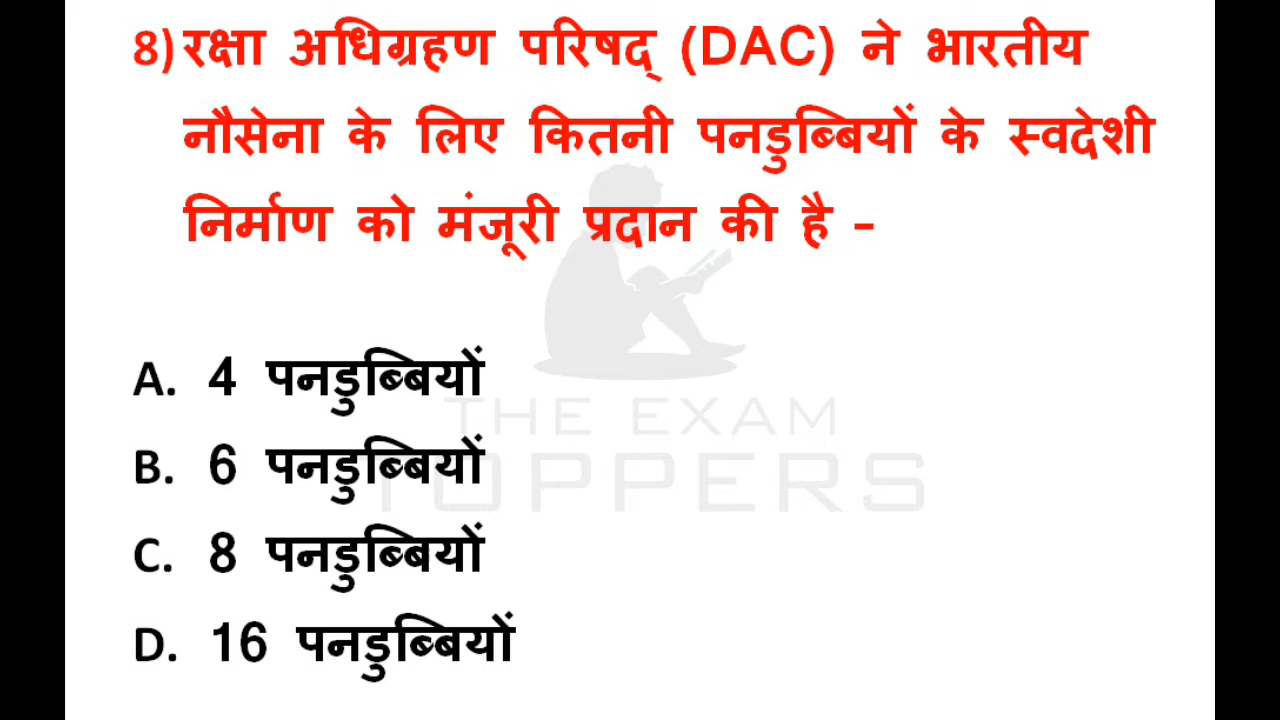 8) रक्षा अधिग्रहण परिषद् (DAC) ने भारतीय
नौसेना के लिए कितनी पनडुब्बियों के स्वदेशी
निर्माण को मंजूरी प्रदान की है -
A. 4 पनडुब्बियों
THE EXAM
B. 6 पनडुब्बियों
TOPPERS
C. 8 पनडुब्बियों
D. 16 पनडुब्बियों